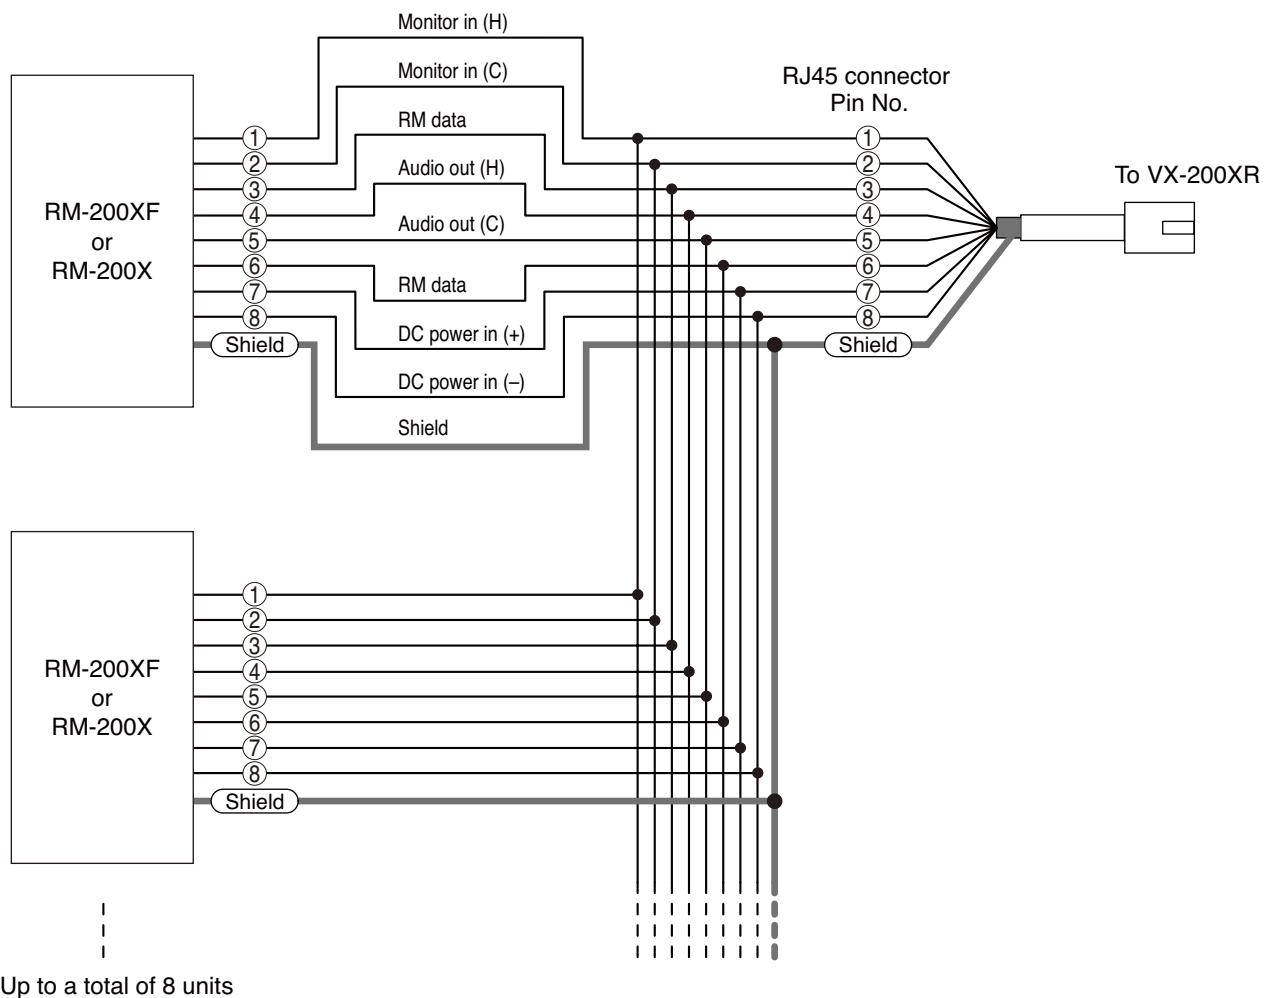 Monitor in (H)
Monitor in (C)
RM data
Audio out (H)
Audio out (C)
RM data
DC power in (+)
DC power in (–)
Shield
RM-200XF
or
RM-200X
1
2
3
4
5
6
7
8
Shield
RJ45 connector
Pin No.
1
2
3
4
5
6
7
8
Shield
To VX-200XR
RM-200XF
or
RM-200X
1
2
3
4
5
6
7
8
Shield
Up to a total of 8 units